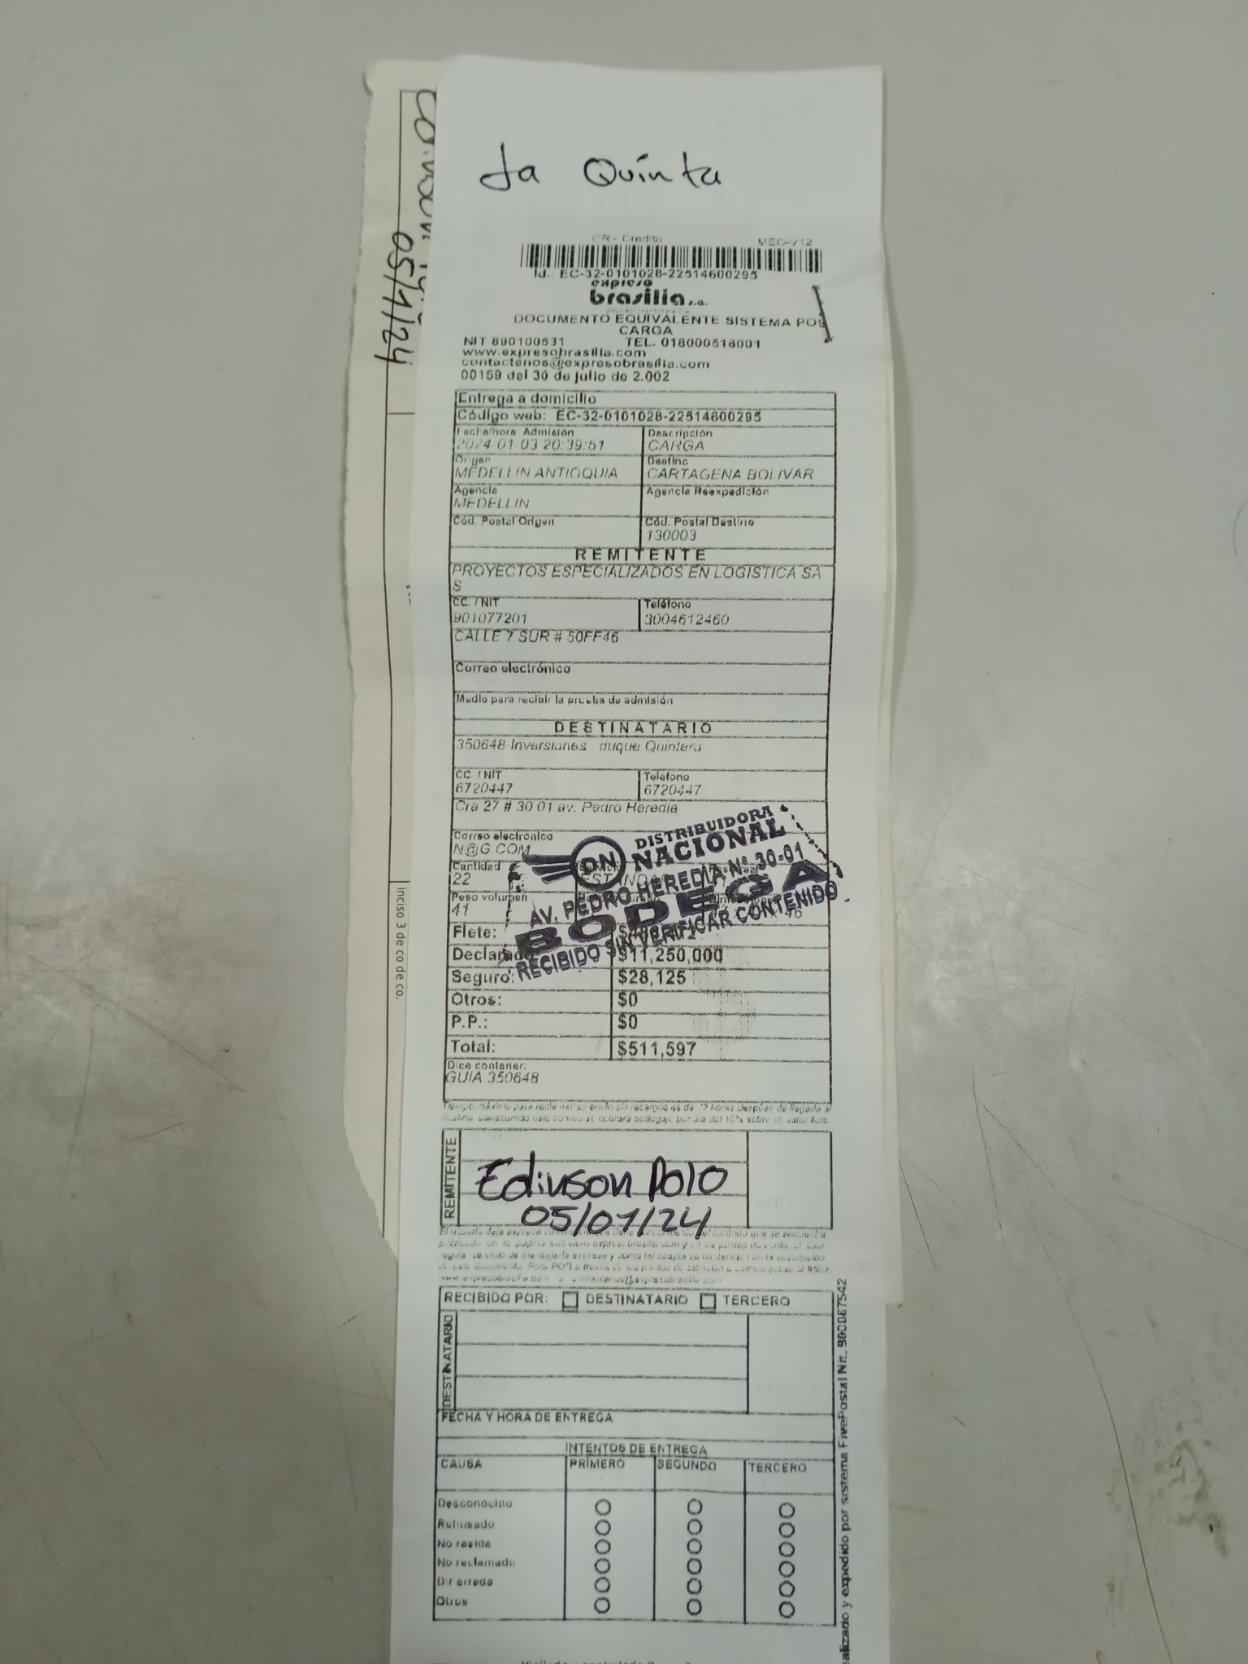 La Quinta
CR - Credito MEC-V12
Id.: EC-32-0101028-22514600295
expreso
brasilia s.a.
DOCUMENTO EQUIVALENTE SISTEMA POS
CARGA
NIT 890100531 TEL. 018000518001
www.expresobrasilia.com
contactenos@expresobrasilia.com
00159 del 30 de julio de 2.002
Entrega a domicilio
Código web: EC-32-0101028-22514600295
Fecha/hora Admisión Descripción
2024-01-03 20:39:51 CARGA
Origen Destino
MEDELLIN ANTIOQUIA CARTAGENA BOLIVAR
Agencia Agencia Reexpedición
MEDELLIN
Cód. Postal Origen Cód. Postal Destino
130003
REMITENTE
PROYECTOS ESPECIALIZADOS EN LOGISTICA SA
S
CC. / NIT Teléfono
901077201 3004612460
CALLE 7 SUR # 50FF46
Correo electrónico
Medio para recibir la prueba de admisión
DESTINATARIO
350648 Inversiones duque Quintero
CC. / NIT Teléfono
6720447 6720447
Cra 27 # 30 01 av. Pedro Heredia
Correo electrónico
N@G.COM
Cantidad
22
Peso volumen
41
DISTRIBUIDORA
DN NACIONAL
AV. PEDRO HEREDIA Nº 30-01
BODEGA
RECIBIDO SIN VERIFICAR CONTENIDO
Flete:
Declarado: $11,250,000
Seguro: $28,125
Otros: $0
P.P.: $0
Total: $511,597
Dice contener:
GUIA 350648
REMITENTE
Edinson Polo
05/01/24
RECIBIDO POR: DESTINATARIO TERCERO
DESTINATARIO
FECHA Y HORA DE ENTREGA
INTENTOS DE ENTREGA
CAUSA PRIMERO SEGUNDO TERCERO
Desconocido
Rehusado
No reside
No reclamado
Dir errada
Otros
alizado y expedido por sistema FivePostal Nit. 900087542
05/1/24
inciso 3 de co de co.